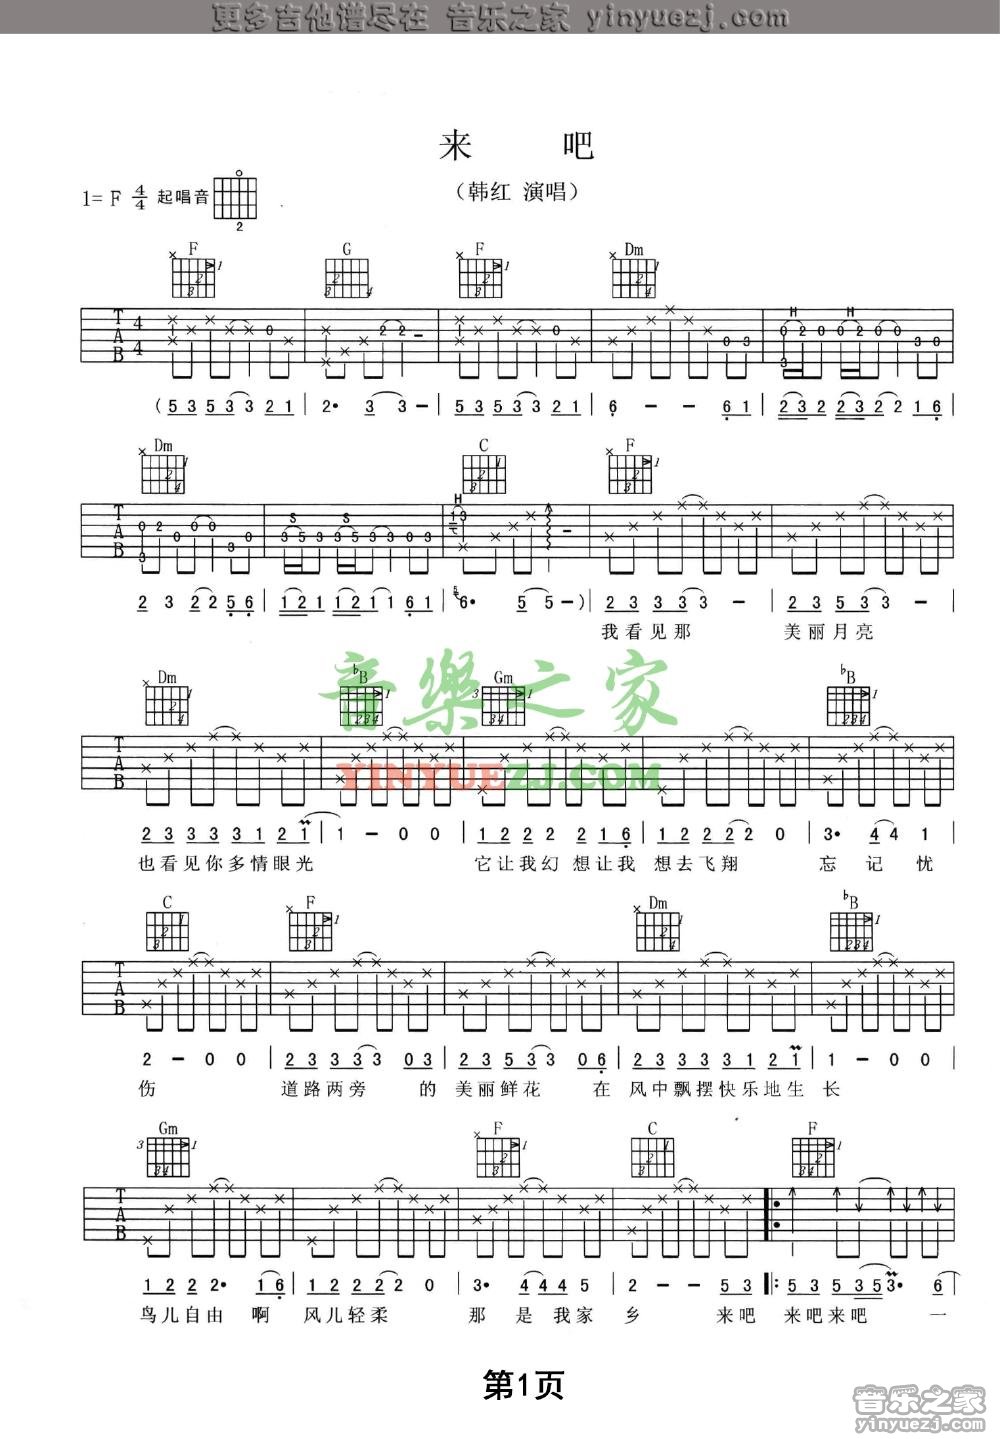 更多吉他谱尽在 音乐之家 yinyuezj.com
来 吧
(韩红 演唱)
1= F 4/4 起唱音
2
F G F Dm
(5 3 5 3 3 2 1 | 2• 3 3 – | 5 3 5 3 3 2 1 | 6 – – 6 1 | 2 3 2 2 3 2 2 1 6 |
Dm C F
2 3 2 2 5 6 | 1 2 1 1 2 1 1 6 1 | 6• 5 5 – ) | 2 3 3 3 3 – | 2 3 5 3 3 – |
我看见那 美丽月亮
Dm ♭B Gm ♭B
音樂之家
YINYUEZJ.COM
2 3 3 3 3 1 2 1 | 1 – 0 0 | 1 2 2 2 2 1 6 | 1 2 2 2 2 0 | 3• 4 4 1 |
也看见你多情眼光 它让我幻 想让我 想去飞翔 忘记忧
C F Dm ♭B
2 – 0 0 | 2 3 3 3 3 0 3 | 2 3 5 3 3 0 6 | 2 3 3 3 3 1 2 1 | 1 – 0 0 |
伤 道路两旁 的 美丽鲜花 在 风中飘摆快乐地生长
Gm F C F
1 2 2 2• 1 6 | 1 2 2 2 2 0 | 3• 4 4 4 5 | 2 – – 5 3 |: 5 3 5 3 5 3• 6 |
鸟儿自由 啊 风儿轻柔 那 是 我家 乡 来吧 来吧来吧 一
第1页
音乐之家
yinyuezj.com